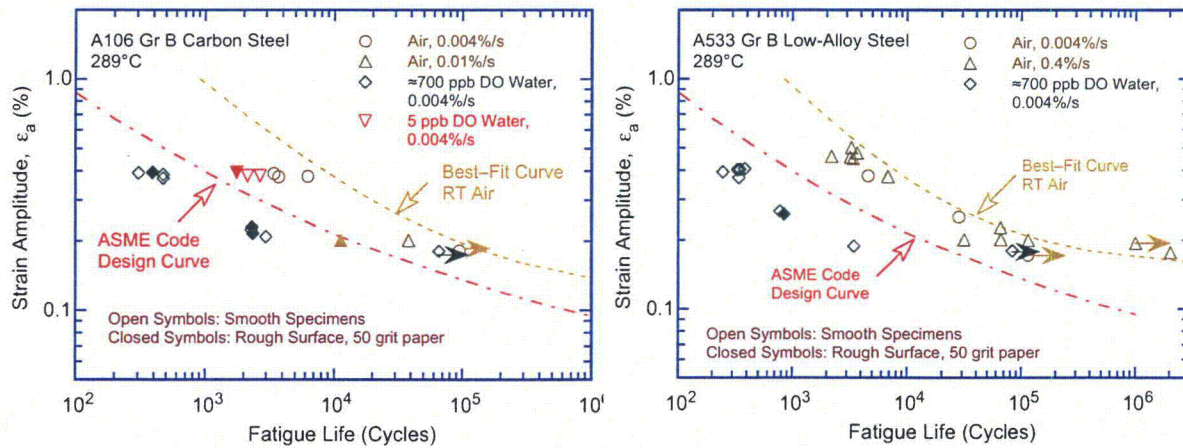 A106 Gr B Carbon Steel
289°C
Air, 0.004%/s
Air, 0.01%/s
≈700 ppb DO Water,
0.004%/s
5 ppb DO Water,
0.004%/s
Best–Fit Curve
RT Air
ASME Code
Design Curve
Open Symbols: Smooth Specimens
Closed Symbols: Rough Surface, 50 grit paper
Strain Amplitude, εa (%)
1.0
0.1
10² 10³ 10⁴ 10⁵
Fatigue Life (Cycles)
A533 Gr B Low-Alloy Steel
289°C
Air, 0.004%/s
Air, 0.4%/s
≈700 ppb DO Water,
0.004%/s
Best–Fit Curve
RT Air
ASME Code
Design Curve
Open Symbols: Smooth Specimens
Closed Symbols: Rough Surface, 50 grit paper
Strain Amplitude, εa (%)
1.0
0.1
10² 10³ 10⁴ 10⁵ 10⁶
Fatigue Life (Cycles)